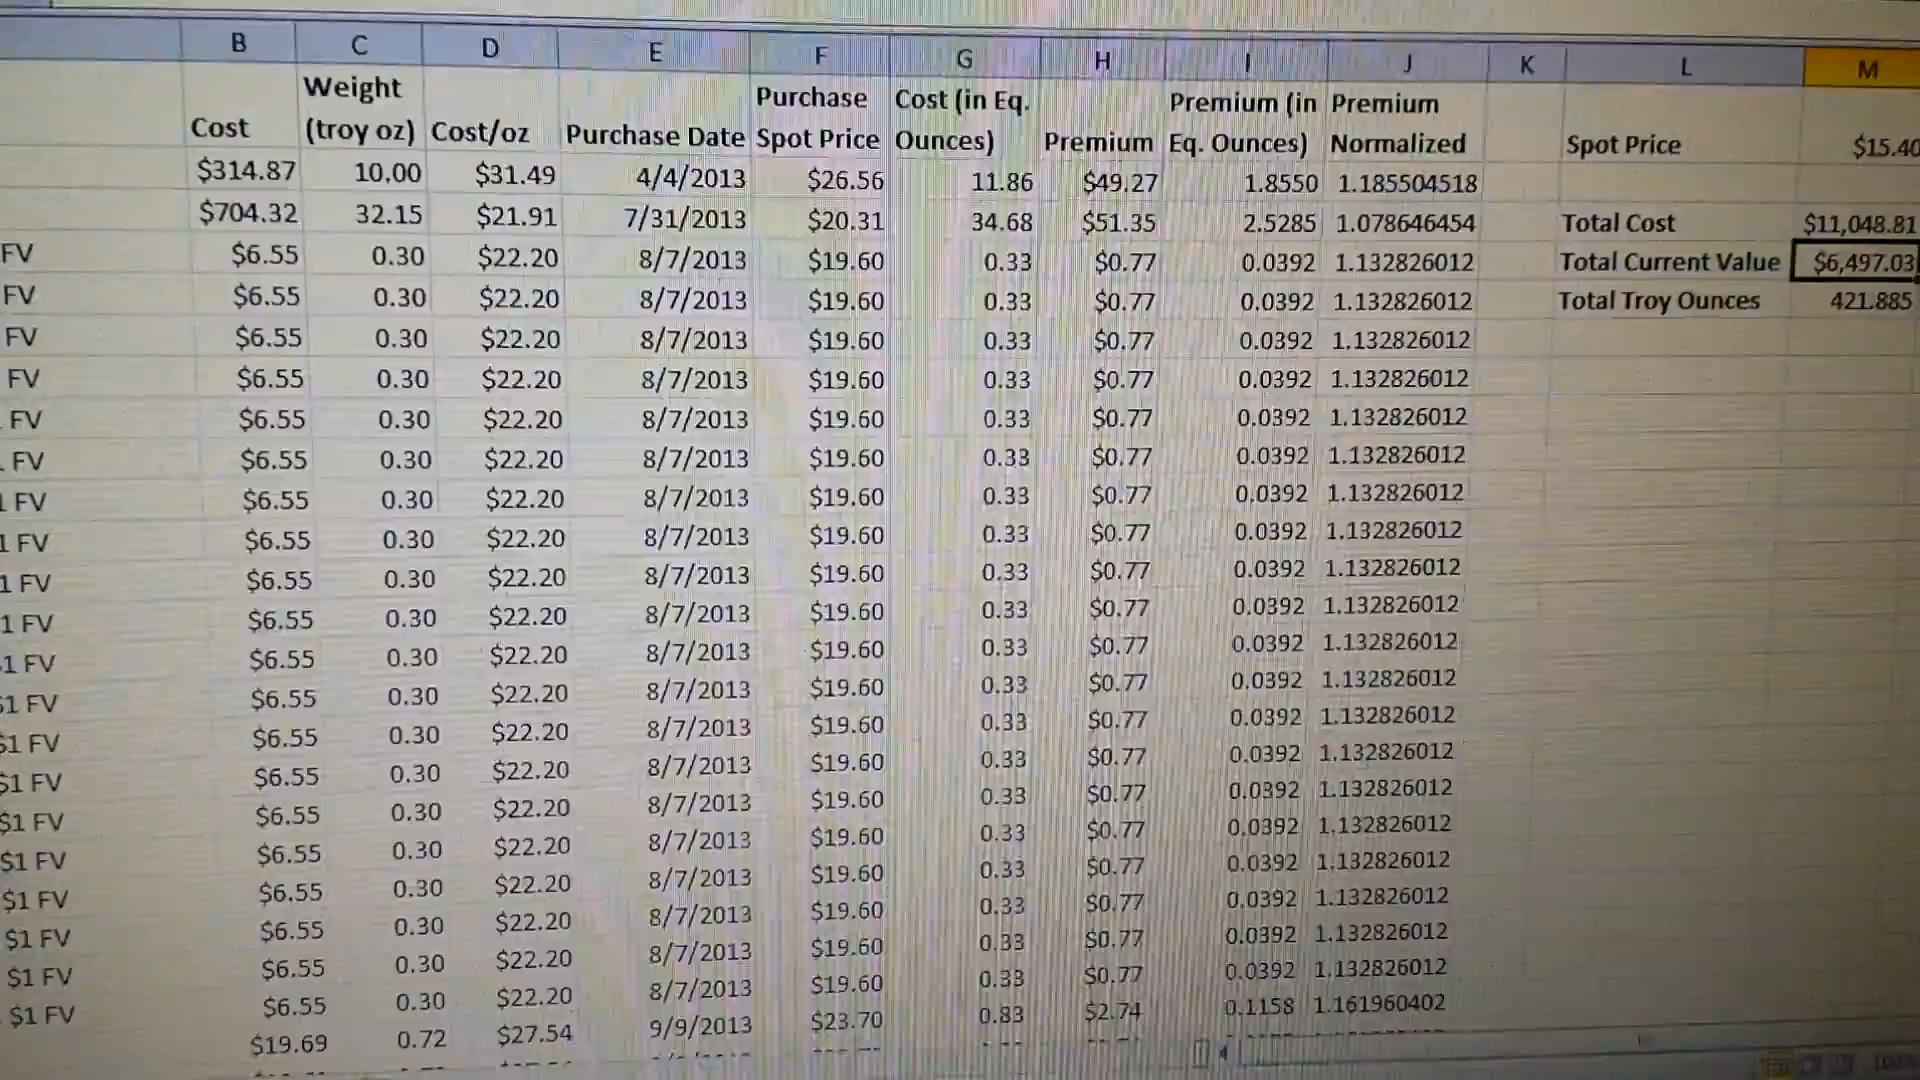 B C D E F G H I J K L M
Cost Weight (troy oz) Cost/oz Purchase Date Purchase Spot Price Cost (in Eq. Ounces) Premium Premium (in Eq. Ounces) Premium Normalized Spot Price $15.40
$314.87 10.00 $31.49 4/4/2013 $26.56 11.86 $49.27 1.8550 1.185504518
$704.32 32.15 $21.91 7/31/2013 $20.31 34.68 $51.35 2.5285 1.078646454 Total Cost $11,048.81
FV $6.55 0.30 $22.20 8/7/2013 $19.60 0.33 $0.77 0.0392 1.132826012 Total Current Value $6,497.03
FV $6.55 0.30 $22.20 8/7/2013 $19.60 0.33 $0.77 0.0392 1.132826012 Total Troy Ounces 421.885
FV $6.55 0.30 $22.20 8/7/2013 $19.60 0.33 $0.77 0.0392 1.132826012
FV $6.55 0.30 $22.20 8/7/2013 $19.60 0.33 $0.77 0.0392 1.132826012
FV $6.55 0.30 $22.20 8/7/2013 $19.60 0.33 $0.77 0.0392 1.132826012
FV $6.55 0.30 $22.20 8/7/2013 $19.60 0.33 $0.77 0.0392 1.132826012
1 FV $6.55 0.30 $22.20 8/7/2013 $19.60 0.33 $0.77 0.0392 1.132826012
1 FV $6.55 0.30 $22.20 8/7/2013 $19.60 0.33 $0.77 0.0392 1.132826012
1 FV $6.55 0.30 $22.20 8/7/2013 $19.60 0.33 $0.77 0.0392 1.132826012
1 FV $6.55 0.30 $22.20 8/7/2013 $19.60 0.33 $0.77 0.0392 1.132826012
1 FV $6.55 0.30 $22.20 8/7/2013 $19.60 0.33 $0.77 0.0392 1.132826012
$1 FV $6.55 0.30 $22.20 8/7/2013 $19.60 0.33 $0.77 0.0392 1.132826012
$1 FV $6.55 0.30 $22.20 8/7/2013 $19.60 0.33 $0.77 0.0392 1.132826012
$1 FV $6.55 0.30 $22.20 8/7/2013 $19.60 0.33 $0.77 0.0392 1.132826012
$1 FV $6.55 0.30 $22.20 8/7/2013 $19.60 0.33 $0.77 0.0392 1.132826012
$1 FV $6.55 0.30 $22.20 8/7/2013 $19.60 0.33 $0.77 0.0392 1.132826012
$1 FV $6.55 0.30 $22.20 8/7/2013 $19.60 0.33 $0.77 0.0392 1.132826012
$1 FV $6.55 0.30 $22.20 8/7/2013 $19.60 0.33 $0.77 0.0392 1.132826012
$1 FV $6.55 0.30 $22.20 8/7/2013 $19.60 0.33 $0.77 0.0392 1.132826012
$1 FV $6.55 0.30 $22.20 8/7/2013 $19.60 0.33 $0.77 0.0392 1.132826012
$19.69 0.72 $27.54 9/9/2013 $23.70 0.83 $2.74 0.1158 1.161960402